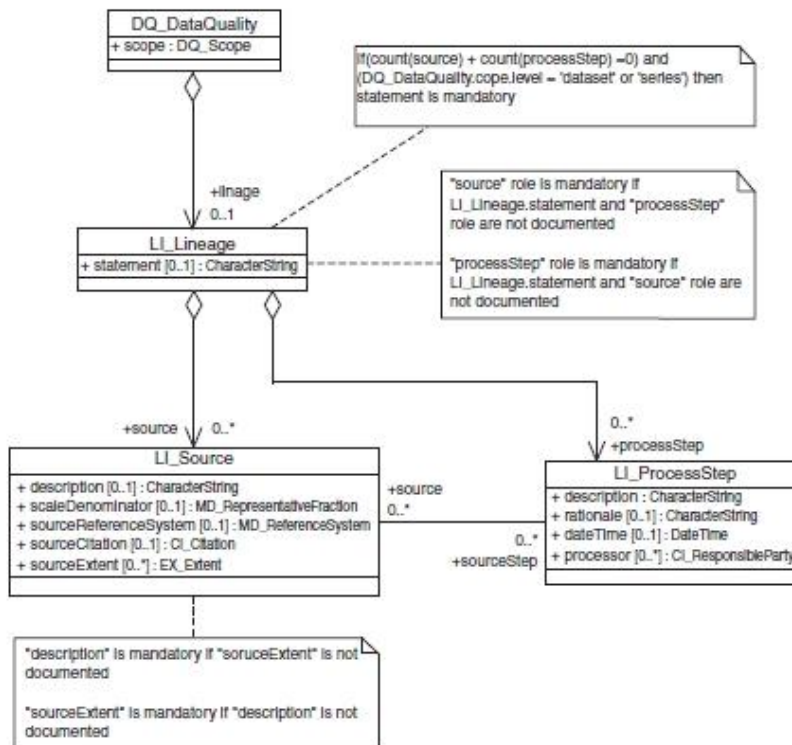 DQ_DataQuality
+ scope : DQ_Scope
If(count(source) + count(processStep) =0) and
(DQ_DataQuality.cope.level = 'dataset' or 'series') then
statement is mandatory
+linage
0..1
"source" role is mandatory if
LI_Lineage.statement and "processStep"
role are not documented
"processStep" role is mandatory if
LI_Lineage.statement and "source" role are
not documented
LI_Lineage
+ statement [0..1] : CharacterString
+source 0..*
0..*
+processStep
LI_Source
+ description [0..1] : CharacterString
+ scaleDenominator [0..1] : MD_RepresentativeFraction
+ sourceReferenceSystem [0..1] : MD_ReferenceSystem
+ sourceCitation [0..1] : CI_Citation
+ sourceExtent [0..*] : EX_Extent
+source
0..*
0..*
+sourceStep
LI_ProcessStep
+ description : CharacterString
+ rationale [0..1] : CharacterString
+ dateTime [0..1] : DateTime
+ processor [0..*] : CI_ResponsibleParty
"description" is mandatory if "soruceExtent" is not
documented
"sourceExtent" is mandatory if "description" is not
documented